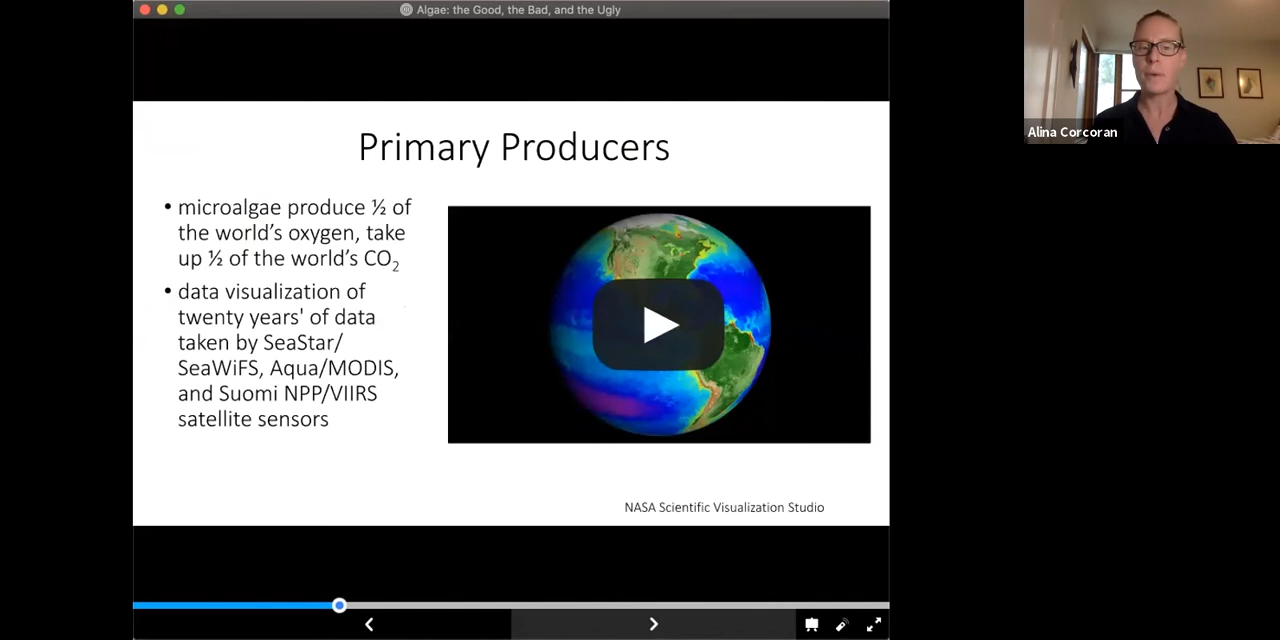 Algae: the Good, the Bad, and the Ugly
Primary Producers
• microalgae produce ½ of
the world’s oxygen, take
up ½ of the world’s CO₂
• data visualization of
twenty years' of data
taken by SeaStar/
SeaWiFS, Aqua/MODIS,
and Suomi NPP/VIIRS
satellite sensors
NASA Scientific Visualization Studio
Alina Corcoran